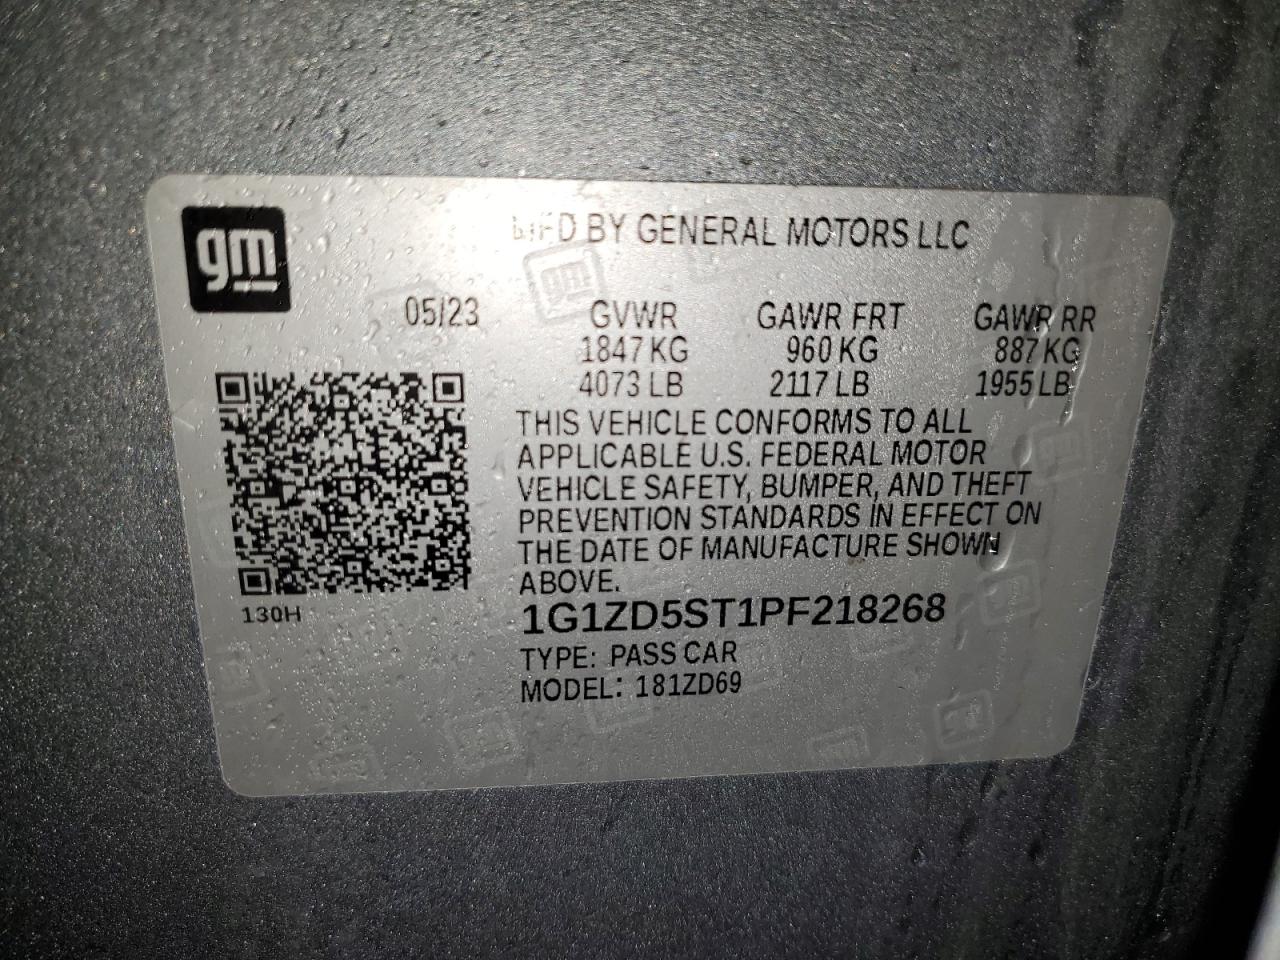 gm
MFD BY GENERAL MOTORS LLC
05/23 GVWR GAWR FRT GAWR RR
1847 KG 960 KG 887 KG
4073 LB 2117 LB 1955 LB
THIS VEHICLE CONFORMS TO ALL
APPLICABLE U.S. FEDERAL MOTOR
VEHICLE SAFETY, BUMPER, AND THEFT
PREVENTION STANDARDS IN EFFECT ON
THE DATE OF MANUFACTURE SHOWN
ABOVE.
130H
1G1ZD5ST1PF218268
TYPE: PASS CAR
MODEL: 181ZD69